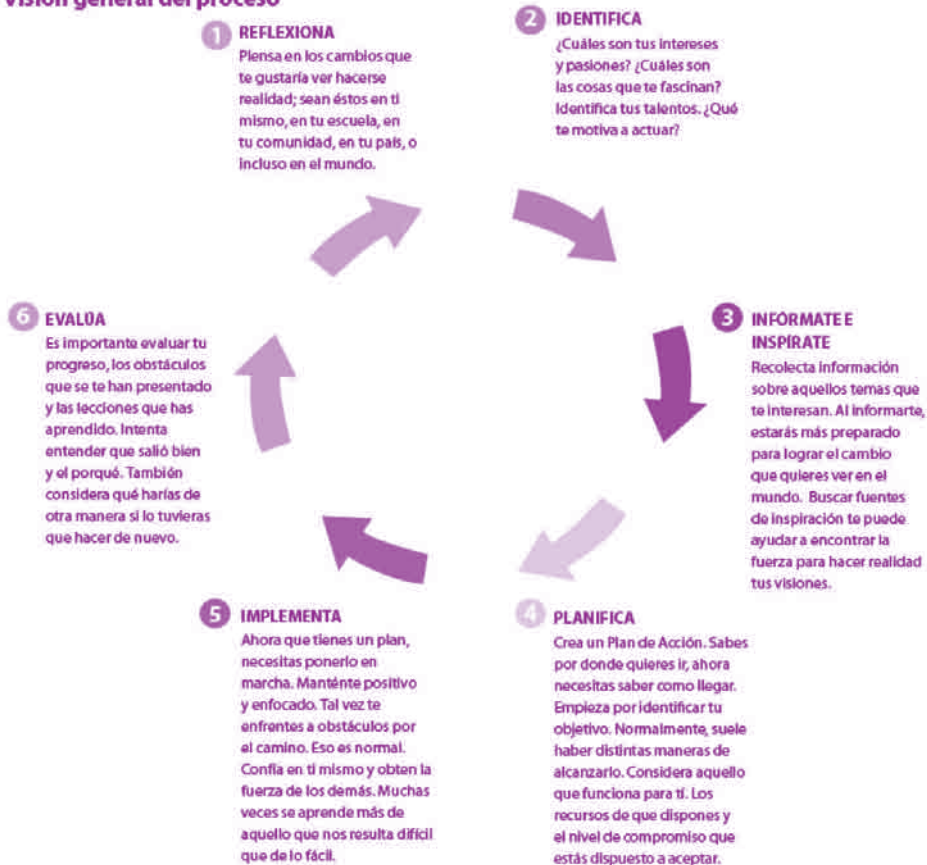 Visión general del proceso
1 REFLEXIONA
Piensa en los cambios que
te gustaría ver hacerse
realidad; sean éstos en ti
mismo, en tu escuela, en
tu comunidad, en tu país, o
incluso en el mundo.
2 IDENTIFICA
¿Cuáles son tus intereses
y pasiones? ¿Cuáles son
las cosas que te fascinan?
Identifica tus talentos. ¿Qué
te motiva a actuar?
3 INFÓRMATE E
INSPÍRATE
Recolecta información
sobre aquellos temas que
te interesan. Al informarte,
estarás más preparado
para lograr el cambio
que quieres ver en el
mundo. Buscar fuentes
de inspiración te puede
ayudar a encontrar la
fuerza para hacer realidad
tus visiones.
4 PLANIFICA
Crea un Plan de Acción. Sabes
por donde quieres ir, ahora
necesitas saber como llegar.
Empieza por identificar tu
objetivo. Normalmente, suele
haber distintas maneras de
alcanzarlo. Considera aquello
que funciona para tí. Los
recursos de que dispones y
el nivel de compromiso que
estás dispuesto a aceptar.
5 IMPLEMENTA
Ahora que tienes un plan,
necesitas ponerlo en
marcha. Manténte positivo
y enfocado. Tal vez te
enfrentes a obstáculos por
el camino. Eso es normal.
Confía en ti mismo y obten la
fuerza de los demás. Muchas
veces se aprende más de
aquello que nos resulta difícil
que de lo fácil.
6 EVALÚA
Es importante evaluar tu
progreso, los obstáculos
que se te han presentado
y las lecciones que has
aprendido. Intenta
entender que salió bien
y el porqué. También
considera qué harías de
otra manera si lo tuvieras
que hacer de nuevo.